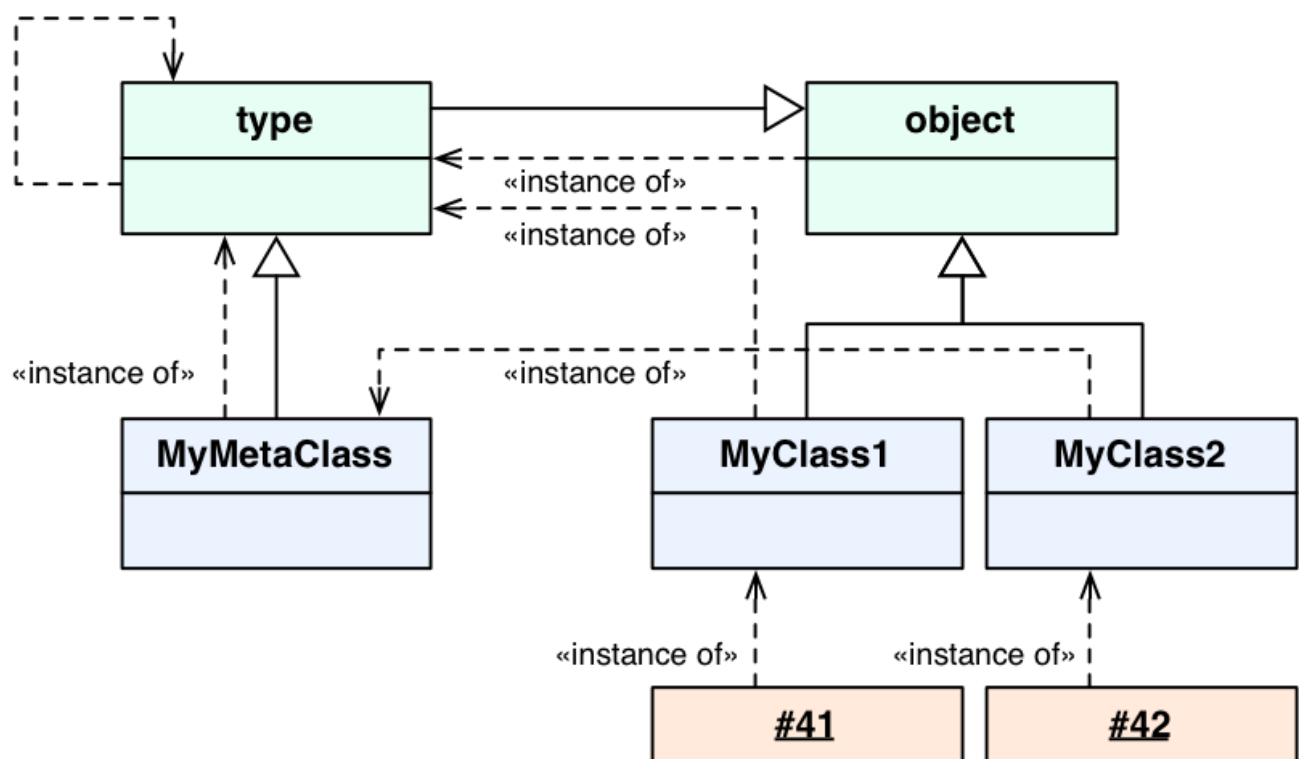 type
object
«instance of»
«instance of»
«instance of»
«instance of»
MyMetaClass
MyClass1
MyClass2
«instance of»
«instance of»
#41
#42